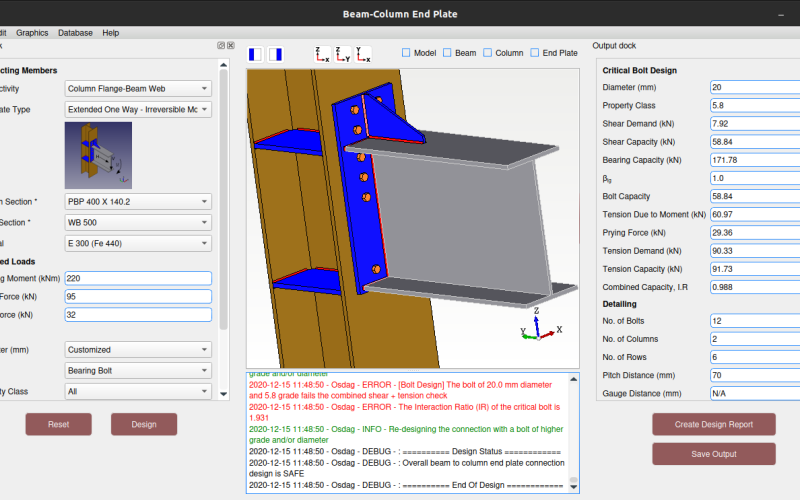 Beam-Column End Plate
dit Graphics Database Help
Output dock
Model Beam Column End Plate
Z X Z Y Y X
cting Members
ctivity Column Flange-Beam Web
ate Type Extended One Way - Irreversible Mc
n Section * PBP 400 X 140.2
Section * WB 500
al E 300 (Fe 440)
ed Loads
g Moment (kNm) 220
Force (kN) 95
orce (kN) 32
ter (mm) Customized
Bearing Bolt
ty Class All
Reset Design
Z
Y X
grade and/or diameter
2020-12-15 11:48:50 - Osdag - ERROR - [Bolt Design] The bolt of 20.0 mm diameter
and 5.8 grade fails the combined shear + tension check
2020-12-15 11:48:50 - Osdag - ERROR - The Interaction Ratio (IR) of the critical bolt is
1.931
2020-12-15 11:48:50 - Osdag - INFO - Re-designing the connection with a bolt of higher
grade and/or diameter
2020-12-15 11:48:50 - Osdag - DEBUG - : ========== Design Status ============
2020-12-15 11:48:50 - Osdag - DEBUG - : Overall beam to column end plate connection
design is SAFE
2020-12-15 11:48:50 - Osdag - DEBUG - : ========== End Of Design ============
Critical Bolt Design
Diameter (mm) 20
Property Class 5.8
Shear Demand (kN) 7.92
Shear Capacity (kN) 58.84
Bearing Capacity (kN) 171.78
βlg 1.0
Bolt Capacity 58.84
Tension Due to Moment (kN) 60.97
Prying Force (kN) 29.36
Tension Demand (kN) 90.33
Tension Capacity (kN) 91.73
Combined Capacity, I.R 0.988
Detailing
No. of Bolts 12
No. of Columns 2
No. of Rows 6
Pitch Distance (mm) 70
Gauge Distance (mm) N/A
Create Design Report
Save Output